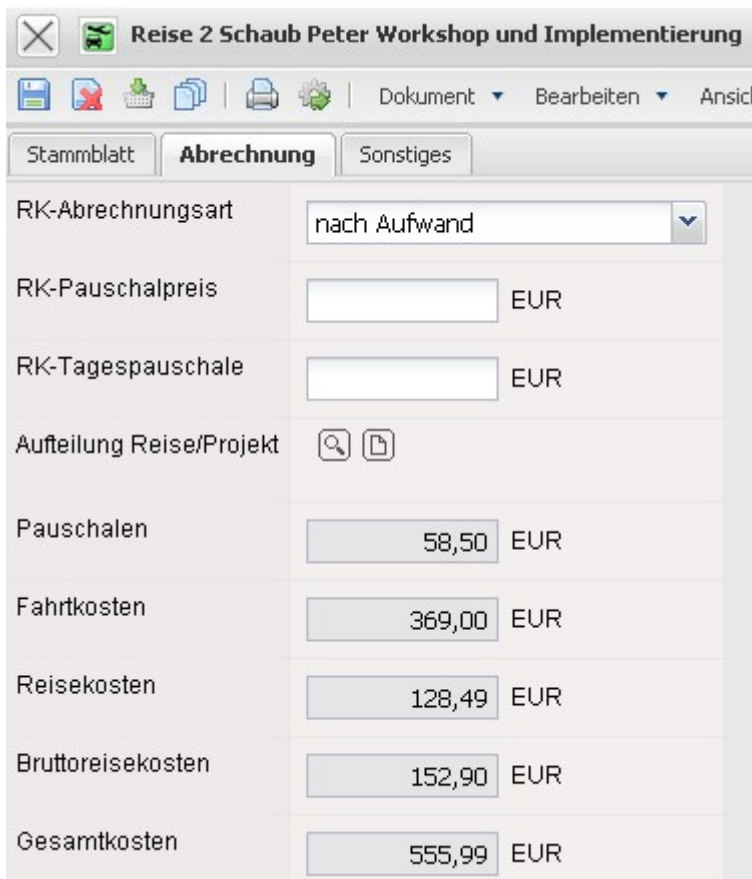 Reise 2 Schaub Peter Workshop und Implementierung
Dokument Bearbeiten Ansic
Stammblatt Abrechnung Sonstiges
RK-Abrechnungsart nach Aufwand
RK-Pauschalpreis EUR
RK-Tagespauschale EUR
Aufteilung Reise/Projekt
Pauschalen 58,50 EUR
Fahrtkosten 369,00 EUR
Reisekosten 128,49 EUR
Bruttoreisekosten 152,90 EUR
Gesamtkosten 555,99 EUR